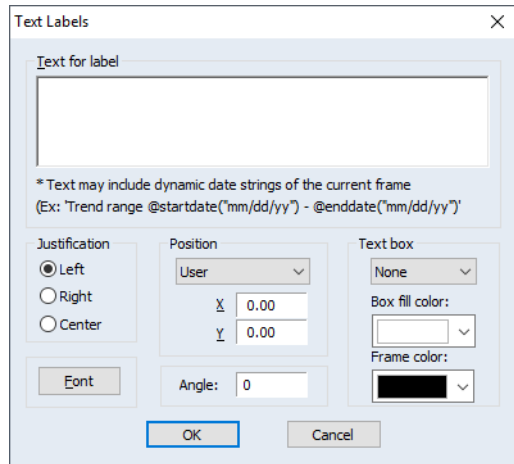 Text Labels
Text for label
* Text may include dynamic date strings of the current frame
(Ex: 'Trend range @startdate("mm/dd/yy") - @enddate("mm/dd/yy")'
Justification
Left
Right
Center
Font
Position
User
X 0.00
Y 0.00
Angle: 0
Text box
None
Box fill color:
Frame color:
OK Cancel